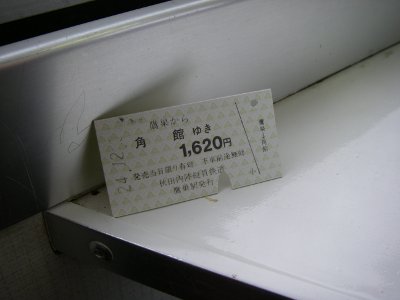 鷹巣から
角館ゆき
1,620円
発売当日限り有効 下車前途無効
秋田内陸縦貫鉄道
鷹巣駅発行
小